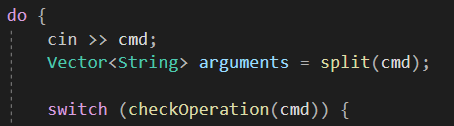 do {
cin >> cmd;
Vector<String> arguments = split(cmd);
switch (checkOperation(cmd)) {